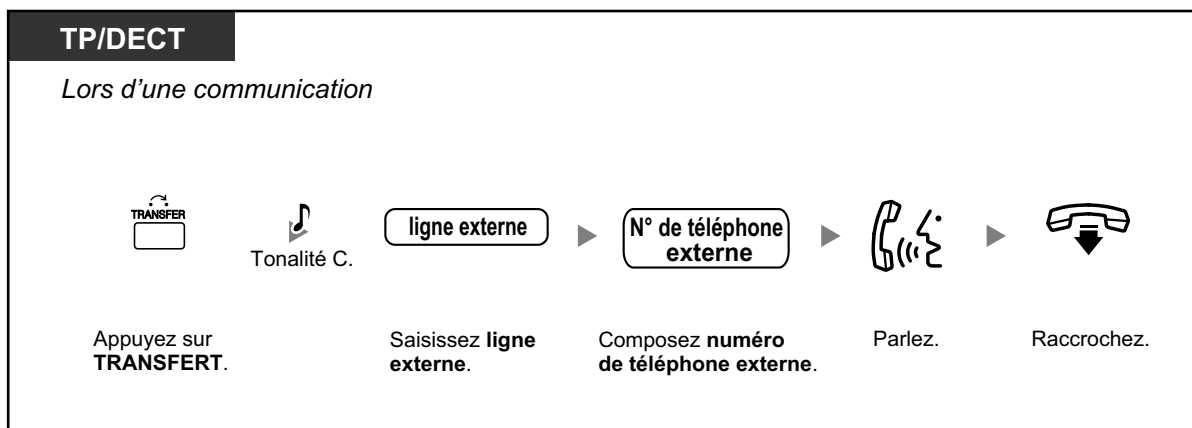 TP/DECT
Lors d’une communication
TRANSFER
Tonalité C.
ligne externe
N° de téléphone
externe
Appuyez sur
TRANSFERT.
Saisissez ligne
externe.
Composez numéro
de téléphone externe.
Parlez.
Raccrochez.